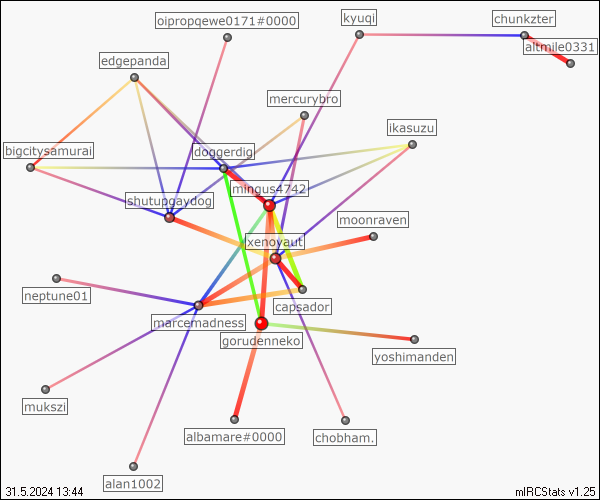 oipropqewe0171#0000
kyuqi
chunkzter
altmile0331
edgepanda
mercurybro
ikasuzu
bigcitysamurai
doggerdig
mingus4742
shutupgaydog
moonraven
xenoyaut
neptune01
capsador
marcemadness
gorudenneko
yoshimanden
mukszi
albamare#0000
chobham.
alan1002
31.5.2024 13:44
mIRCStats v1.25